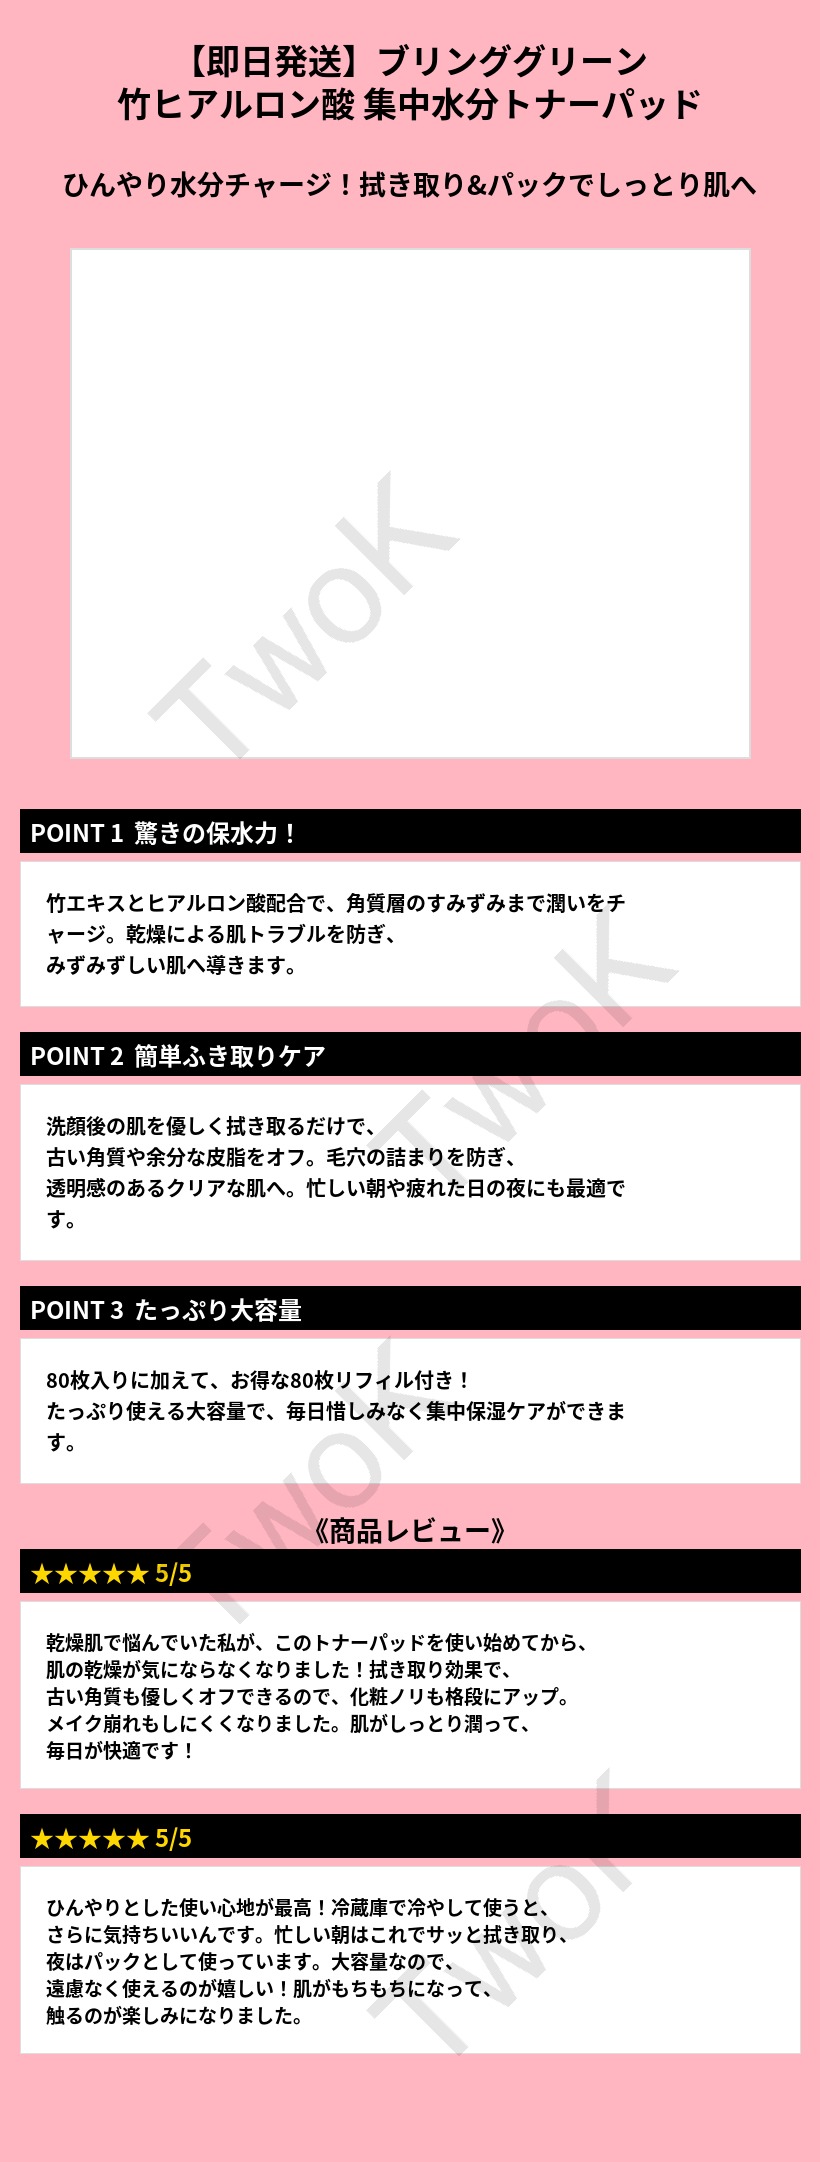 【即日発送】ブリンググリーン
竹ヒアルロン酸 集中水分トナーパッド
ひんやり水分チャージ！拭き取り&パックでしっとり肌へ
TwoK
POINT 1 驚きの保水力！
竹エキスとヒアルロン酸配合で、角質層のすみずみまで潤いをチ
ャージ。乾燥による肌トラブルを防ぎ、
みずみずしい肌へ導きます。
TwoK
POINT 2 簡単ふき取りケア
洗顔後の肌を優しく拭き取るだけで、
古い角質や余分な皮脂をオフ。毛穴の詰まりを防ぎ、
透明感のあるクリアな肌へ。忙しい朝や疲れた日の夜にも最適で
す。
POINT 3 たっぷり大容量
80枚入りに加えて、お得な80枚リフィル付き！
たっぷり使える大容量で、毎日惜しみなく集中保湿ケアができま
す。
TwoK
《商品レビュー》
★★★★★ 5/5
乾燥肌で悩んでいた私が、このトナーパッドを使い始めてから、
肌の乾燥が気にならなくなりました！拭き取り効果で、
古い角質も優しくオフできるので、化粧ノリも格段にアップ。
メイク崩れもしにくくなりました。肌がしっとり潤って、
毎日が快適です！
★★★★★ 5/5
ひんやりとした使い心地が最高！冷蔵庫で冷やして使うと、
さらに気持ちいいんです。忙しい朝はこれでサッと拭き取り、
夜はパックとして使っています。大容量なので、
遠慮なく使えるのが嬉しい！肌がもちもちになって、
触るのが楽しみになりました。
TwoK